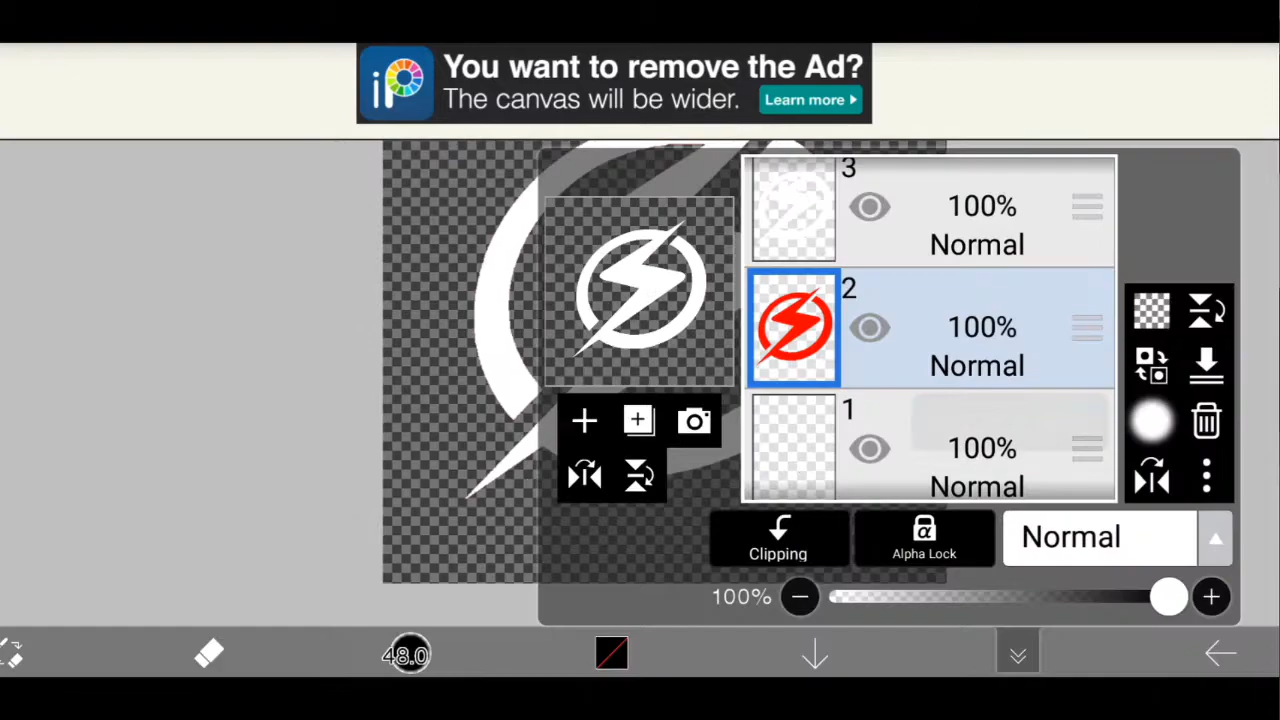 iP
You want to remove the Ad?
The canvas will be wider.
Learn more
3
100%
Normal
2
100%
Normal
1
100%
Normal
Clipping
α
Alpha Lock
Normal
100%
48.0